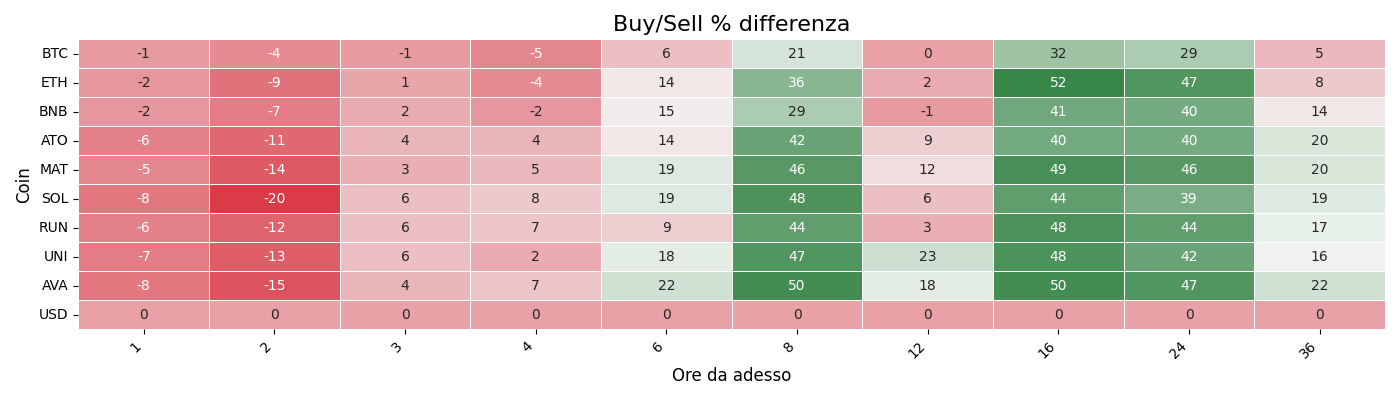 Buy/Sell % differenza
Coin
BTC -1 -4 -1 -5 6 21 0 32 29 5
ETH -2 -9 1 -4 14 36 2 52 47 8
BNB -2 -7 2 -2 15 29 -1 41 40 14
ATO -6 -11 4 4 14 42 9 40 40 20
MAT -5 -14 3 5 19 46 12 49 46 20
SOL -8 -20 6 8 19 48 6 44 39 19
RUN -6 -12 6 7 9 44 3 48 44 17
UNI -7 -13 6 2 18 47 23 48 42 16
AVA -8 -15 4 7 22 50 18 50 47 22
USD 0 0 0 0 0 0 0 0 0 0
1 2 3 4 6 8 12 16 24 36
Ore da adesso